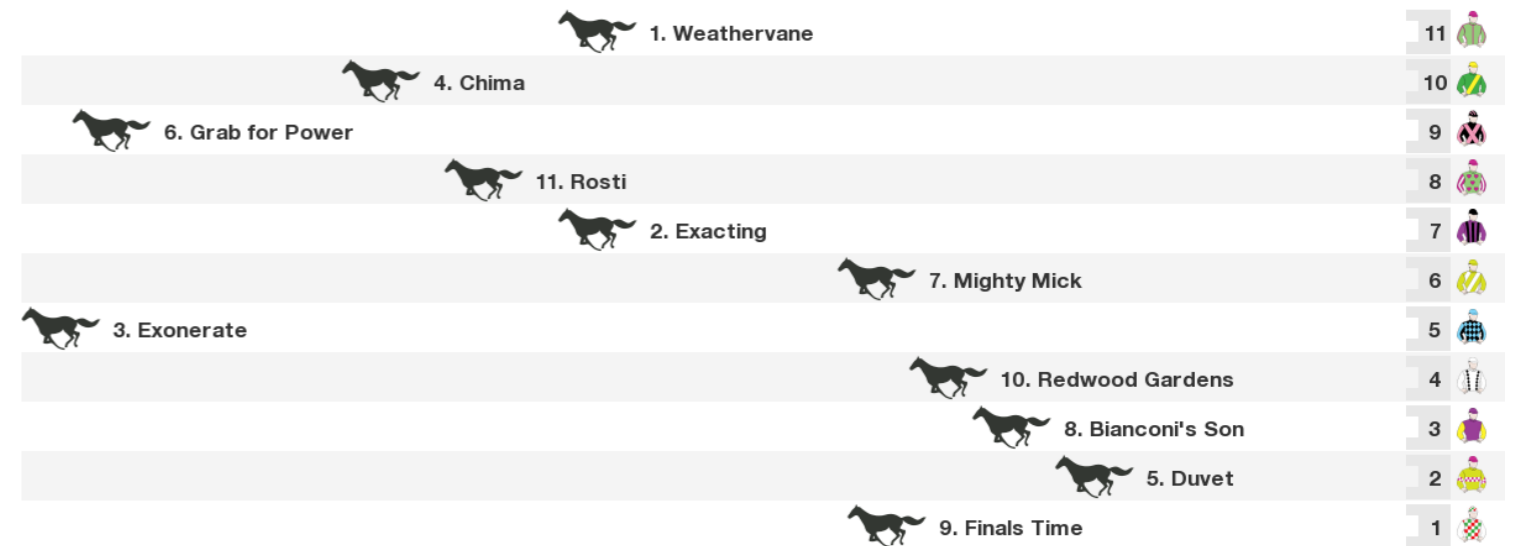 1. Weathervane 11
4. Chima 10
6. Grab for Power 9
11. Rosti 8
2. Exacting 7
7. Mighty Mick 6
3. Exonerate 5
10. Redwood Gardens 4
8. Bianconi's Son 3
5. Duvet 2
9. Finals Time 1